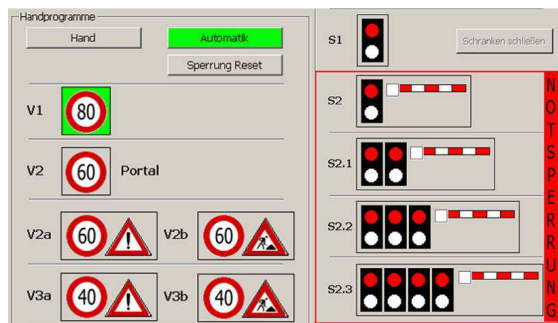 Handprogramme
Hand
Automatik
Sperrung Reset
V1
80
V2
60
Portal
V2a
60
V2b
60
V3a
40
V3b
40
S1
Schranken schließen
S2
S2.1
S2.2
S2.3
NOTSPERRUNG